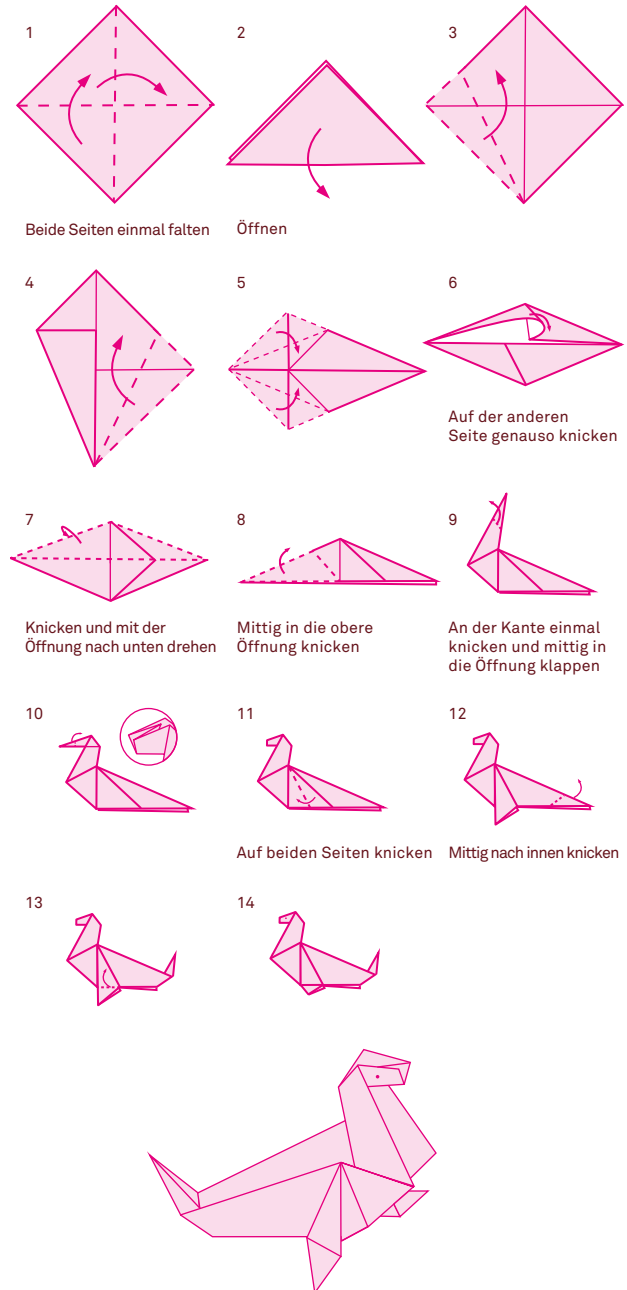 1
2
3
Beide Seiten einmal falten
Öffnen
4
5
6
Auf der anderen
Seite genauso knicken
7
8
9
Knicken und mit der
Öffnung nach unten drehen
Mittig in die obere
Öffnung knicken
An der Kante einmal
knicken und mittig in
die Öffnung klappen
10
11
12
Auf beiden Seiten knicken
Mittig nach innen knicken
13
14